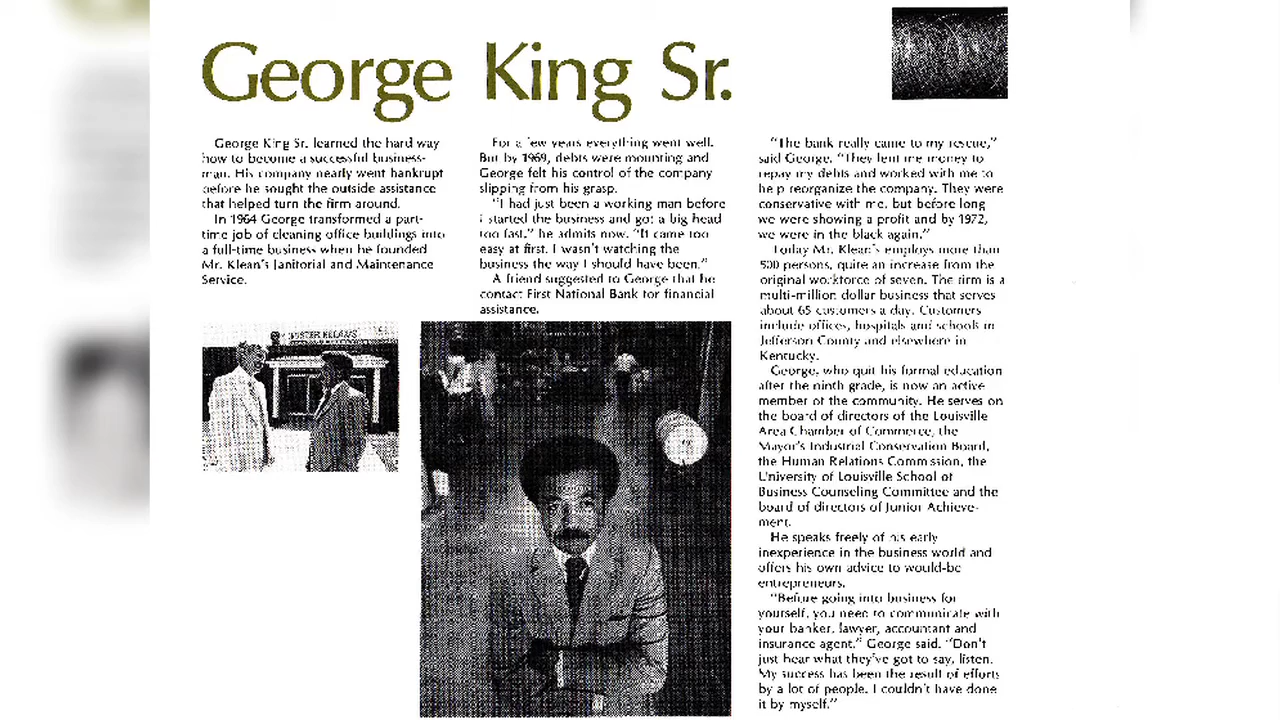 George King Sr.
George King Sr. learned the hard way
how to become a successful business-
man. His company nearly went bankrupt
before he sought the outside assistance
that helped turn the firm around.
In 1964 George transformed a part-
time job of cleaning office buildings into
a full-time business when he founded
Mr. Klean's Janitorial and Maintenance
Service.
For a few years everything went well.
But by 1969, debts were mounting and
George felt his control of the company
slipping from his grasp.
"I had just been a working man before
I started the business and got a big head
too fast," he admits now. "It came too
easy at first. I wasn't watching the
business the way I should have been."
A friend suggested to George that he
contact First National Bank for financial
assistance.
"The bank really came to my rescue,"
said George. "They lent me money to
repay my debts and worked with me to
help reorganize the company. They were
conservative with me, but before long
we were showing a profit and by 1972,
we were in the black again."
Today Mr. Klean's employs more than
500 persons, quite an increase from the
original workforce of seven. The firm is a
multi-million dollar business that serves
about 65 customers a day. Customers
include offices, hospitals and schools in
Jefferson County and elsewhere in
Kentucky.
George, who quit his formal education
after the ninth grade, is now an active
member of the community. He serves on
the board of directors of the Louisville
Area Chamber of Commerce, the
Mayor's Industrial Conservation Board,
the Human Relations Commission, the
University of Louisville School of
Business Counseling Committee and the
board of directors of Junior Achieve-
ment.
He speaks freely of his early
inexperience in the business world and
offers his own advice to would-be
entrepreneurs.
"Before going into business for
yourself, you need to communicate with
your banker, lawyer, accountant and
insurance agent," George said. "Don't
just hear what they've got to say, listen.
My success has been the result of efforts
by a lot of people. I couldn't have done
it by myself."